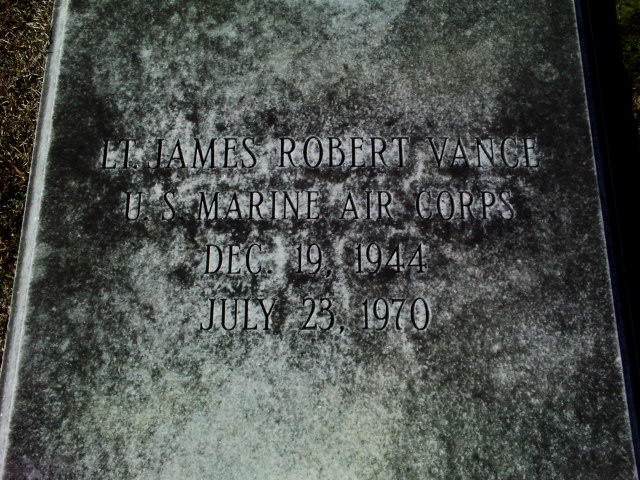 LT. JAMES ROBERT VANCE
U. S. MARINE AIR CORPS
DEC. 19, 1944
JULY 23, 1970